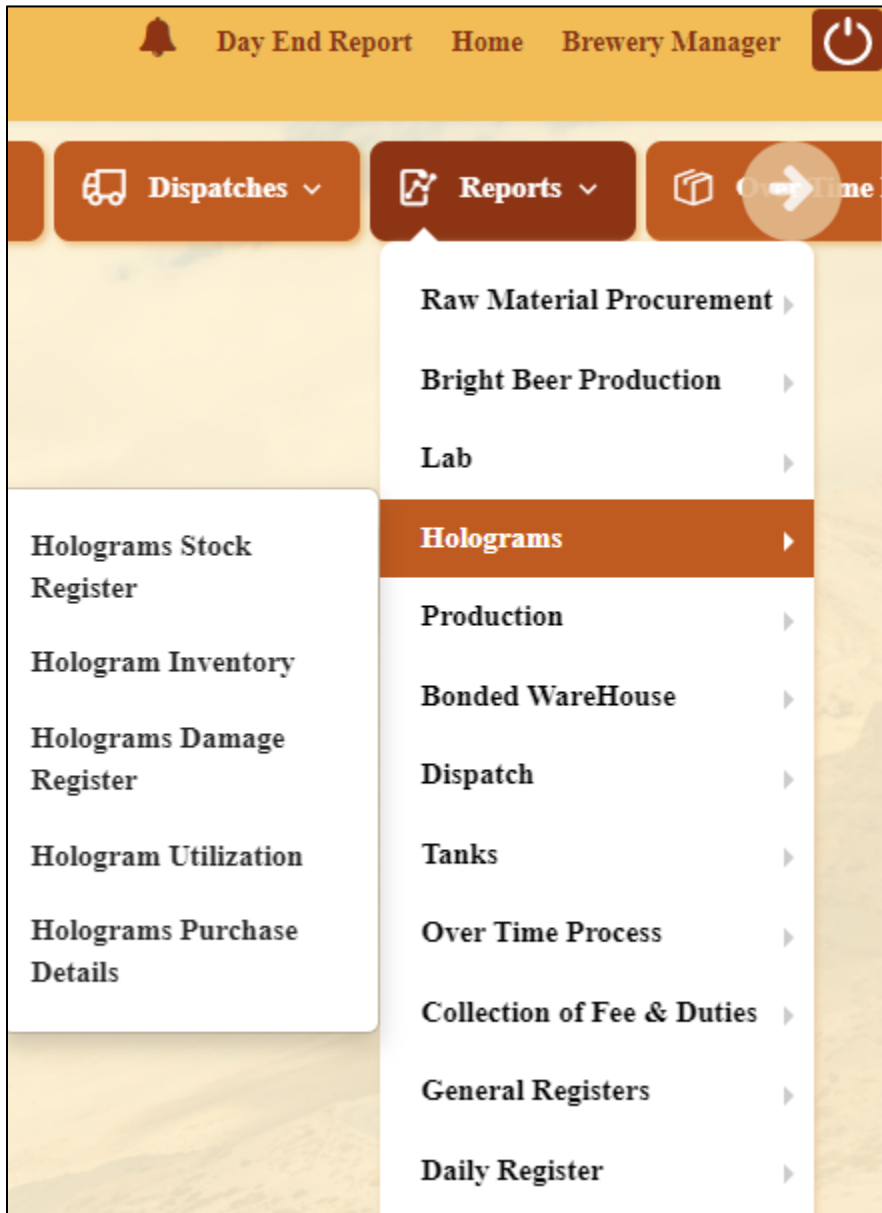 Day End Report Home Brewery Manager
Dispatches Reports
Raw Material Procurement
Bright Beer Production
Lab
Holograms
Production
Bonded WareHouse
Dispatch
Tanks
Over Time Process
Collection of Fee & Duties
General Registers
Daily Register
Holograms Stock
Register
Hologram Inventory
Holograms Damage
Register
Hologram Utilization
Holograms Purchase
Details